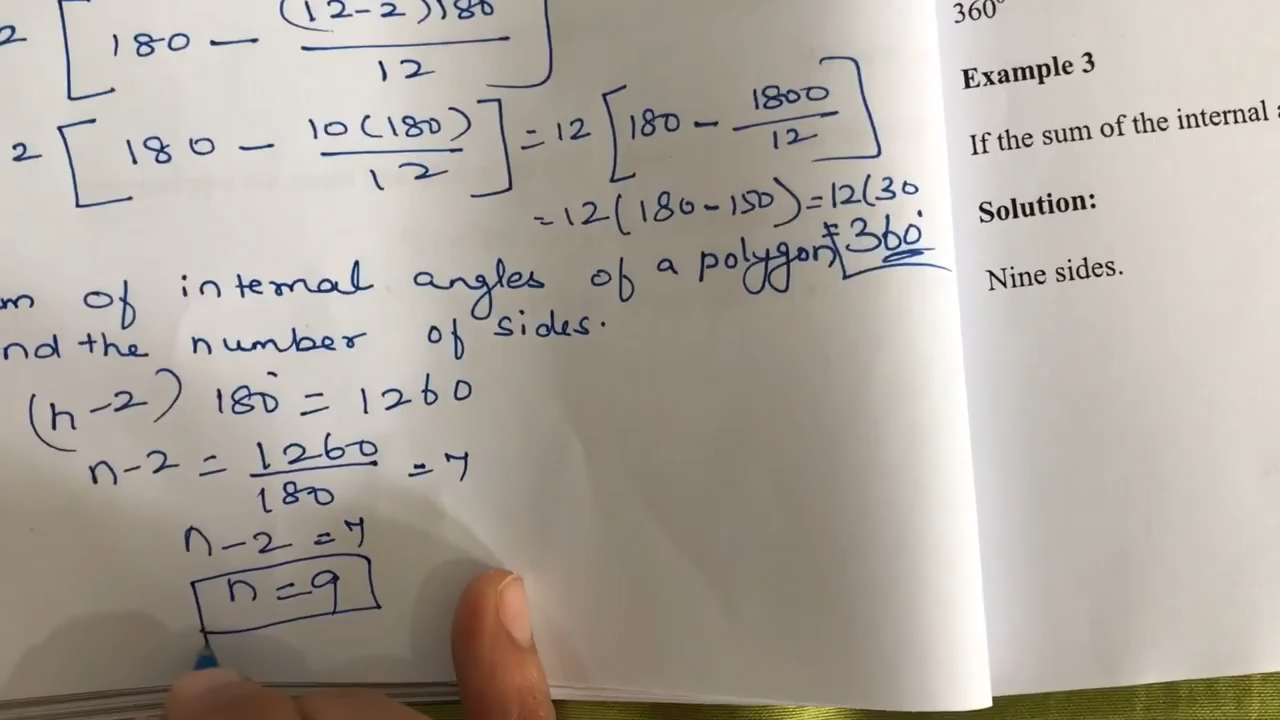 2 [ 180 - (12-2)180 / 12 ]
2 [ 180 - 10(180) / 12 ] = 12 [ 180 - 1800 / 12 ]
= 12(180-150) = 12(30
= 360°
m of internal angles of a polygon
nd the number of sides.
(n-2) 180° = 1260
n-2 = 1260 / 180 = 7
n-2 = 7
n = 9
360°
Example 3
If the sum of the internal
Solution:
Nine sides.